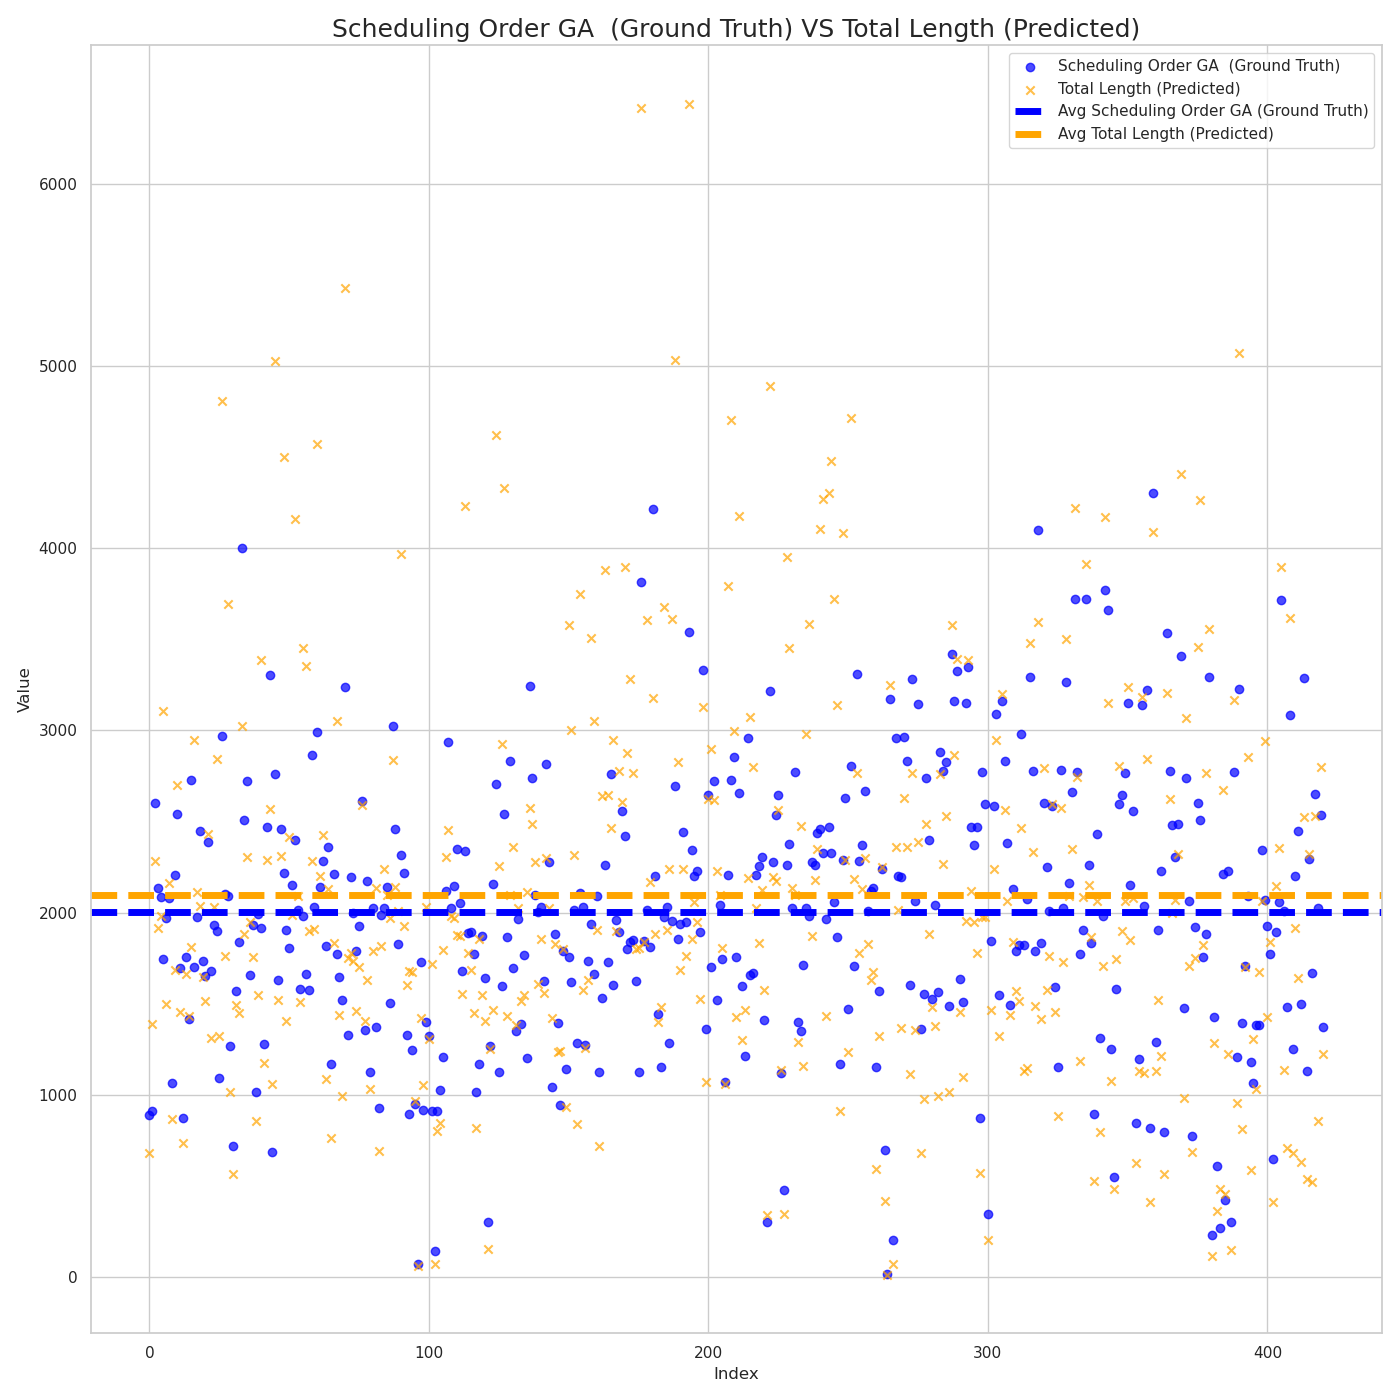 Scheduling Order GA  (Ground Truth) VS Total Length (Predicted)
Scheduling Order GA  (Ground Truth)
Total Length (Predicted)
Avg Scheduling Order GA (Ground Truth)
Avg Total Length (Predicted)
6000
5000
4000
3000
2000
1000
0
Value
0 100 200 300 400
Index